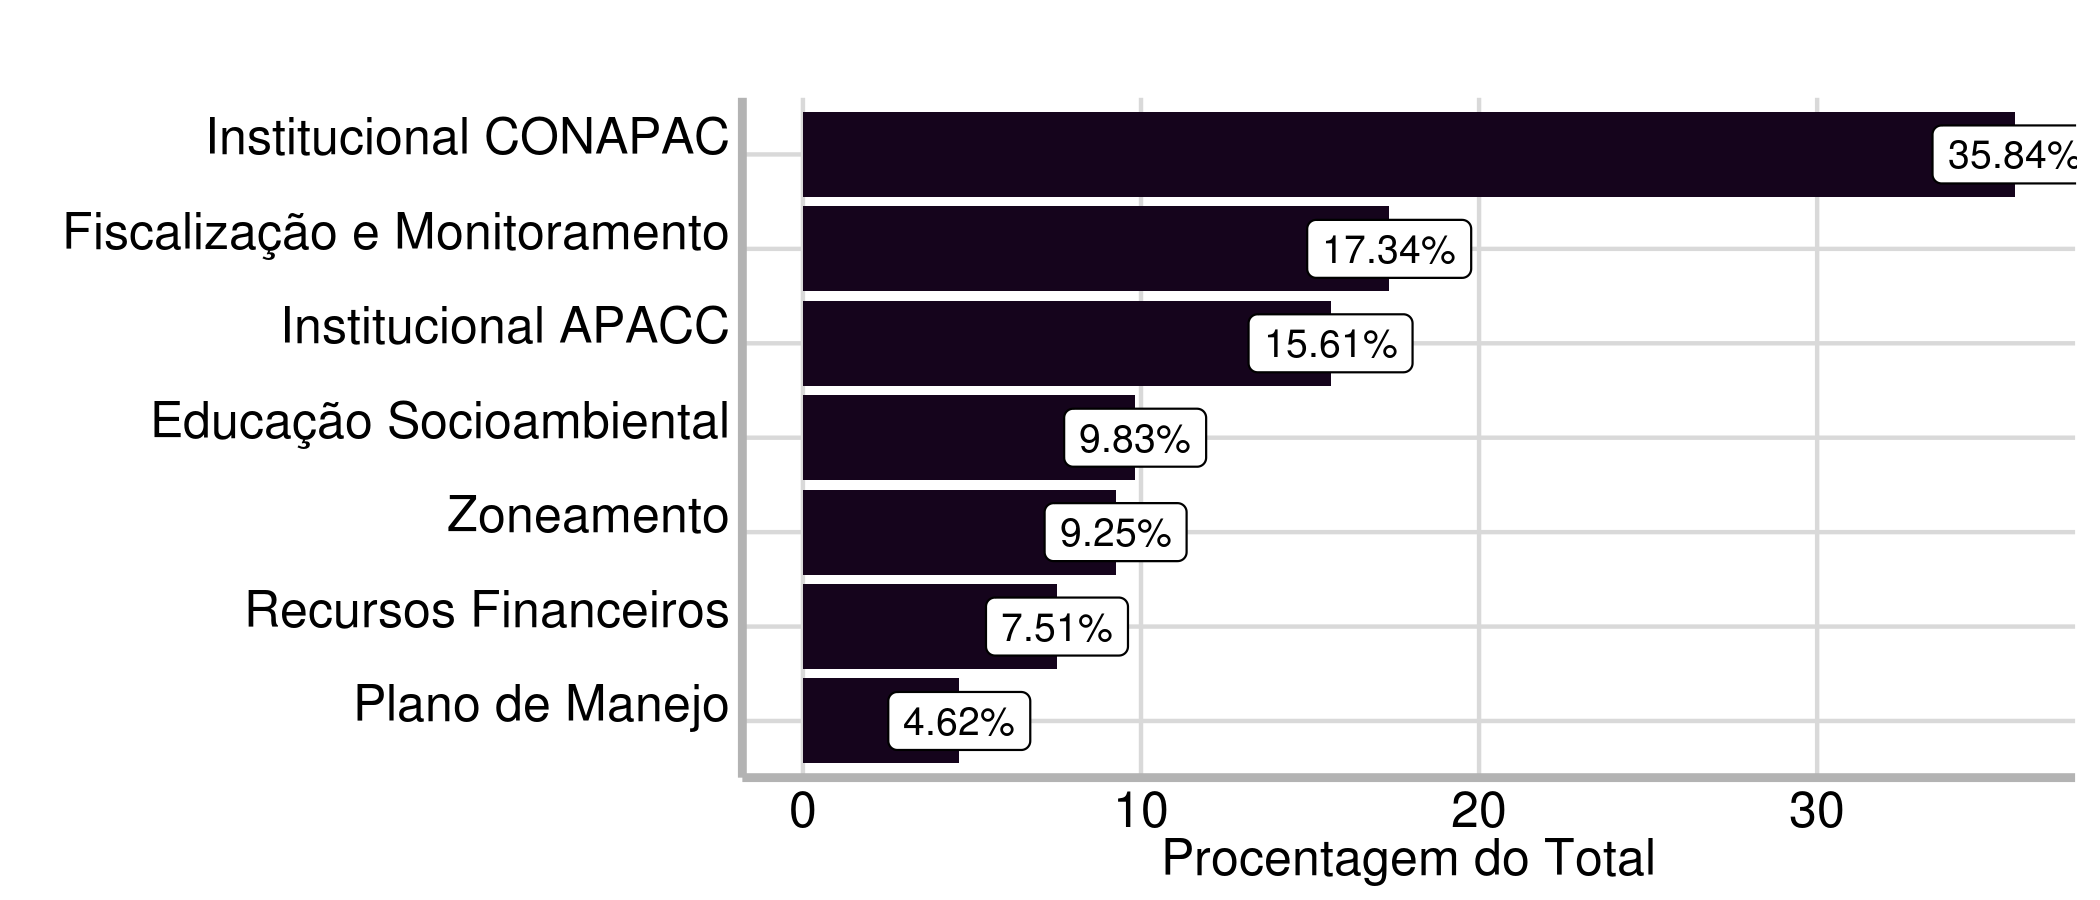 Institucional CONAPAC
35.84%
Fiscalização e Monitoramento
17.34%
Institucional APACC
15.61%
Educação Socioambiental
9.83%
Zoneamento
9.25%
Recursos Financeiros
7.51%
Plano de Manejo
4.62%
0 10 20 30
Procentagem do Total